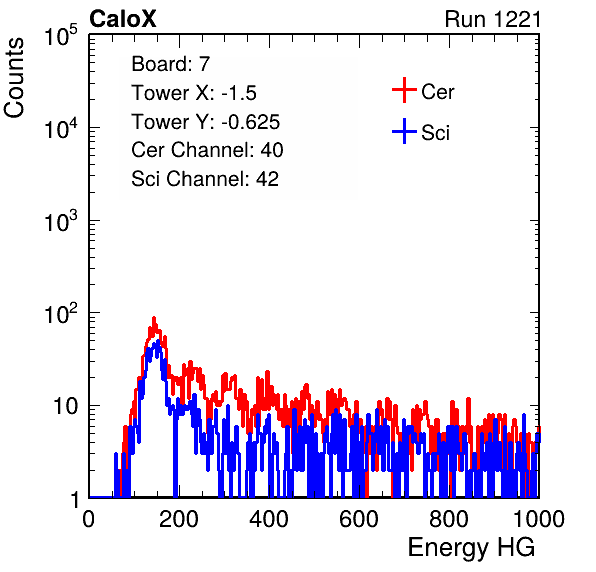 CaloX Run 1221
Counts
10^5
10^4
10^3
10^2
10
1
Board: 7
Tower X: -1.5
Tower Y: -0.625
Cer Channel: 40
Sci Channel: 42
Cer
Sci
0 200 400 600 800 1000
Energy HG